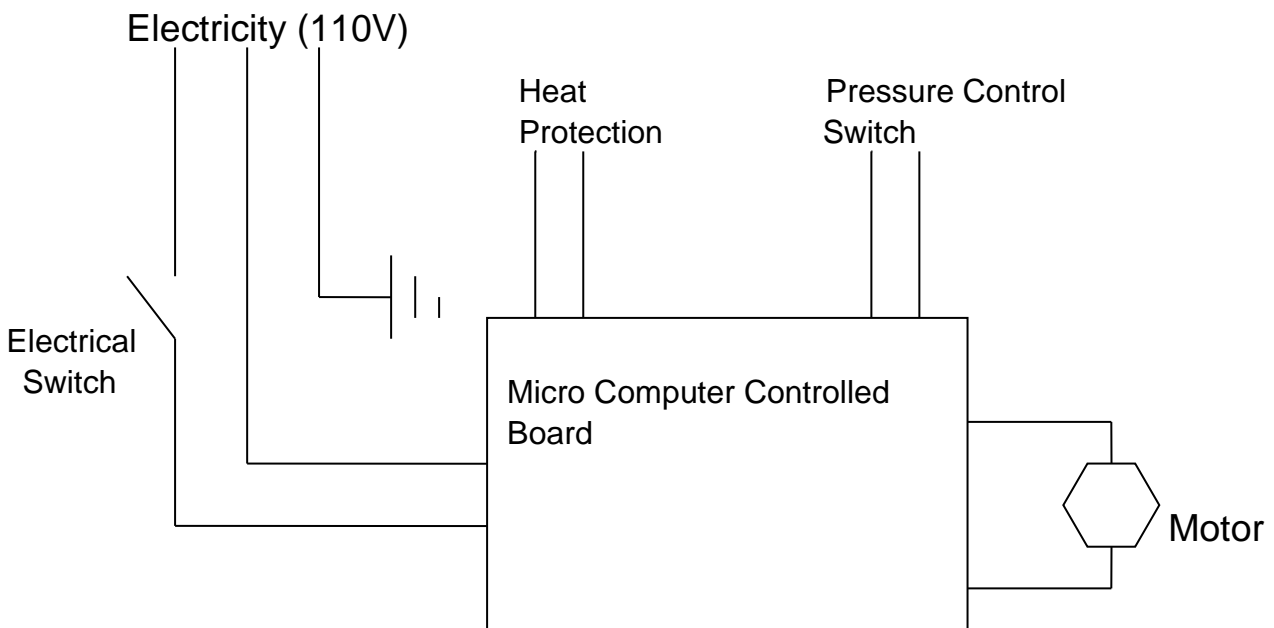 Electricity (110V)
Heat
Protection
Pressure Control
Switch
Electrical
Switch
Micro Computer Controlled
Board
Motor